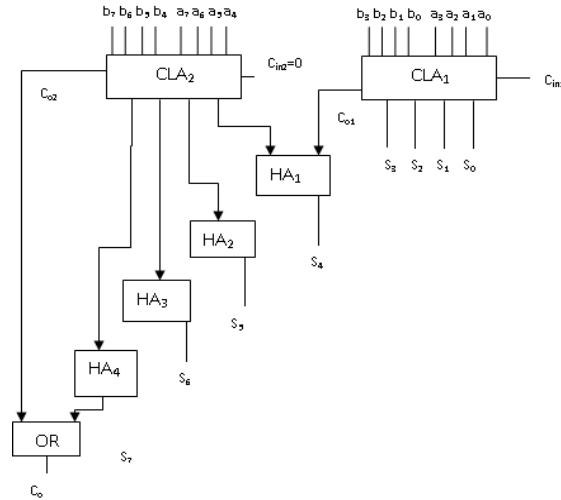 b₇ b₆ b₅ b₄ a₇ a₆ a₅ a₄
b₃ b₂ b₁ b₀ a₃ a₂ a₁ a₀
CLA₂
Cᵢₙ₂=0
CLA₁
Cᵢₙ
Cₒ₂
Cₒ₁
HA₁
S₃ S₂ S₁ S₀
HA₂
S₄
HA₃
S₅
HA₄
S₆
OR
S₇
Cₒ